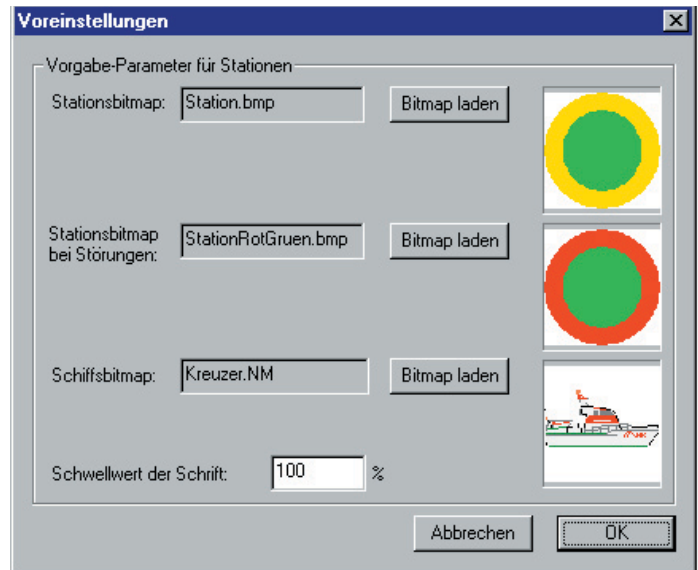 Voreinstellungen
Vorgabe-Parameter für Stationen
Stationsbitmap: Station.bmp Bitmap laden
Stationsbitmap
bei Störungen: StationRotGruen.bmp Bitmap laden
Schiffsbitmap: Kreuzer.NM Bitmap laden
Schwellwert der Schrift: 100 %
Abbrechen OK